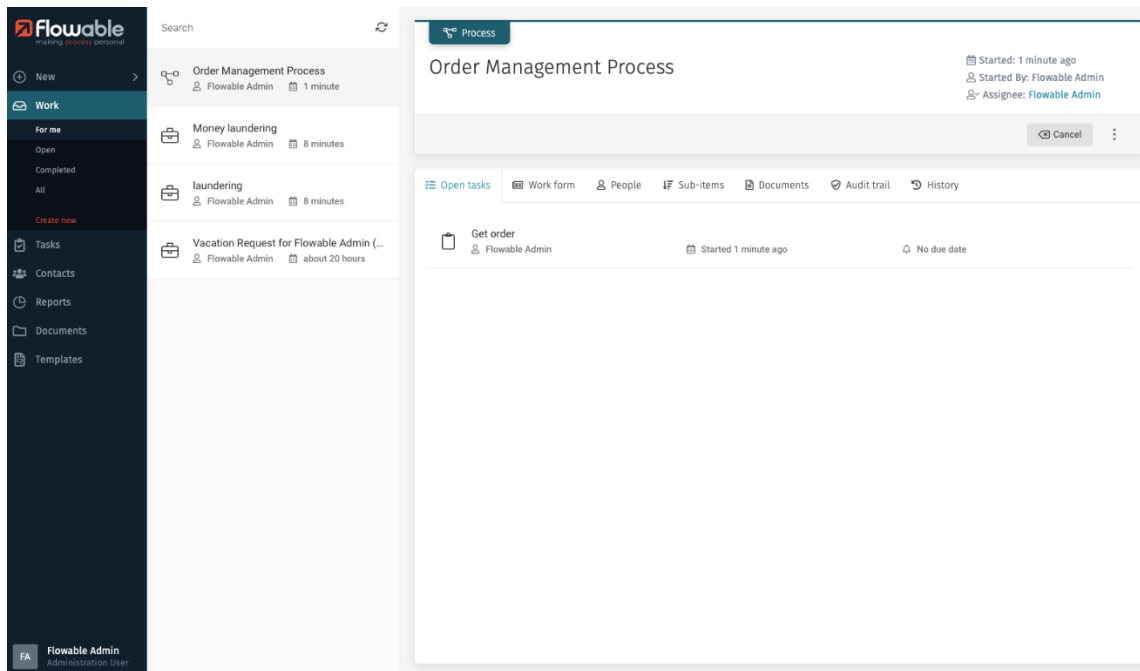 Flowable
making process personal
New
Work
For me
Open
Completed
All
Create new
Tasks
Contacts
Reports
Documents
Templates
FA
Flowable Admin
Administration User
Search
Order Management Process
Flowable Admin 1 minute
Money laundering
Flowable Admin 8 minutes
laundering
Flowable Admin 8 minutes
Vacation Request for Flowable Admin (...
Flowable Admin about 20 hours
Process
Order Management Process
Started: 1 minute ago
Started By: Flowable Admin
Assignee: Flowable Admin
Cancel
Open tasks Work form People Sub-items Documents Audit trail History
Get order
Flowable Admin Started 1 minute ago No due date